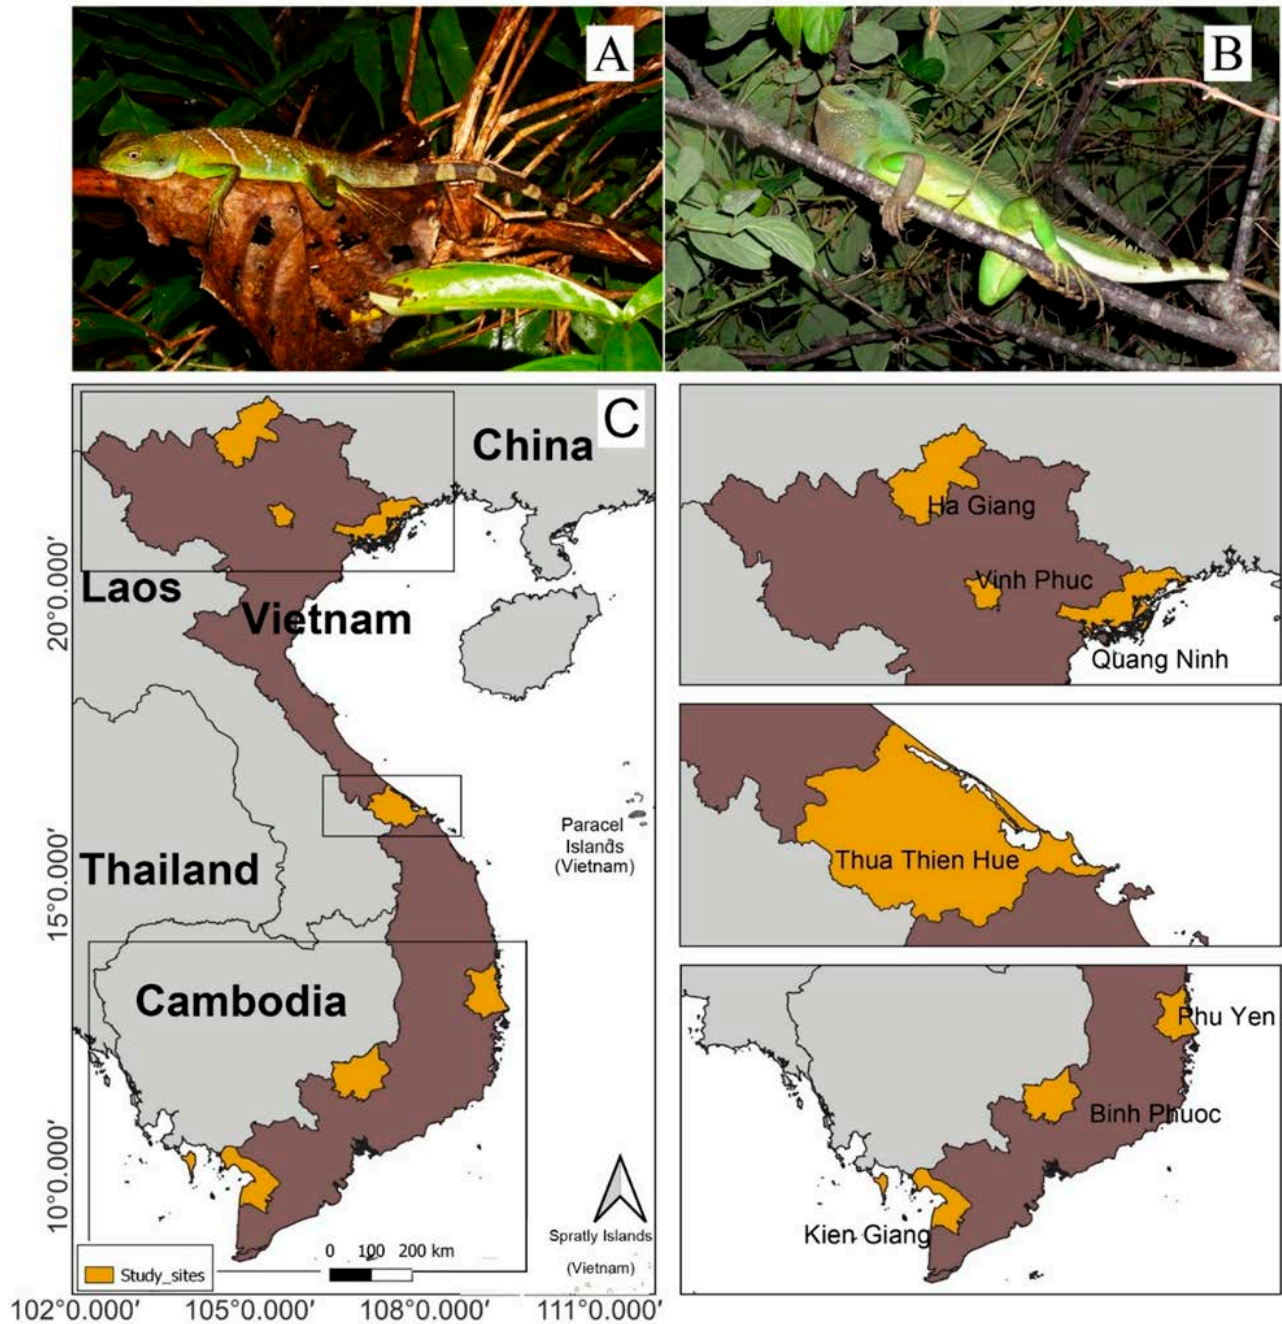 A
B
C
China
Laos
Vietnam
Thailand
Cambodia
Paracel
Islands
(Vietnam)
Spratly Islands
(Vietnam)
0 100 200 km
Study_sites
20°0.000′
15°0.000′
10°0.000′
102°0.000′ 105°0.000′ 108°0.000′ 111°0.000′
Ha Giang
Vinh Phuc
Quang Ninh
Thua Thien Hue
Phu Yen
Binh Phuoc
Kien Giang